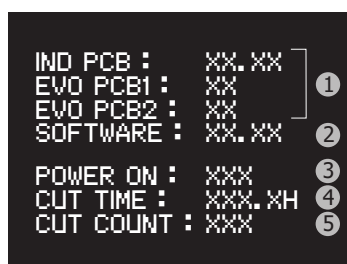 IND PCB : XX.XX
EVO PCB1: XX 1
EVO PCB2: XX
SOFTWARE : XX.XX 2
POWER ON : XXX 3
CUT TIME : XXX.XH 4
CUT COUNT : XXX 5